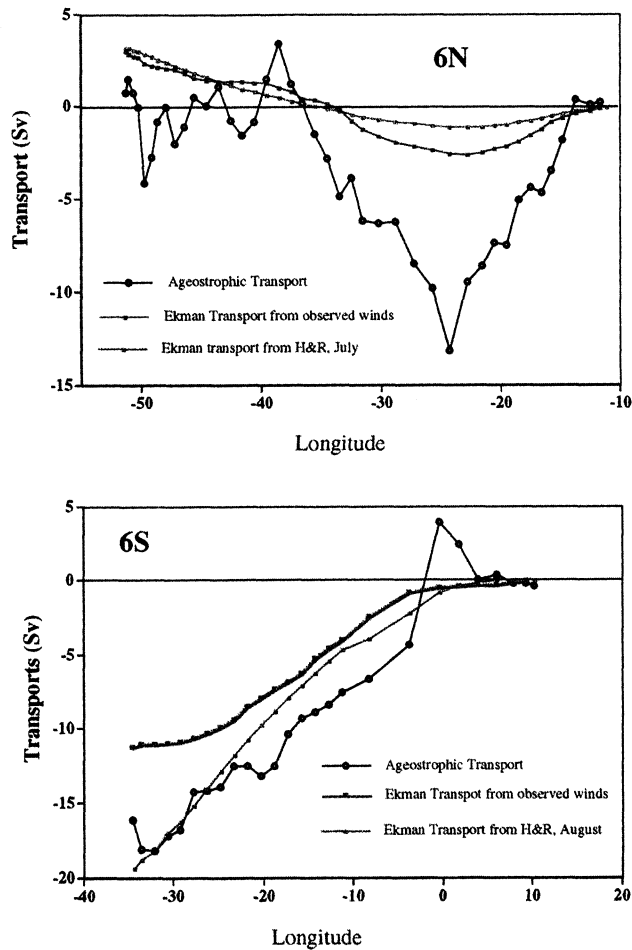 6N
5
0
-5
-10
-15
Transport (Sv)
Ageostrophic Transport
Ekman Transport from observed winds
Ekman transport from H&R, July
-50
-40
-30
-20
-10
Longitude
6S
5
0
-5
-10
-15
-20
Transports (Sv)
Ageostrophic Transport
Ekman Transpot from observed winds
Ekman Transport from H&R, August
-40
-30
-20
-10
0
10
20
Longitude